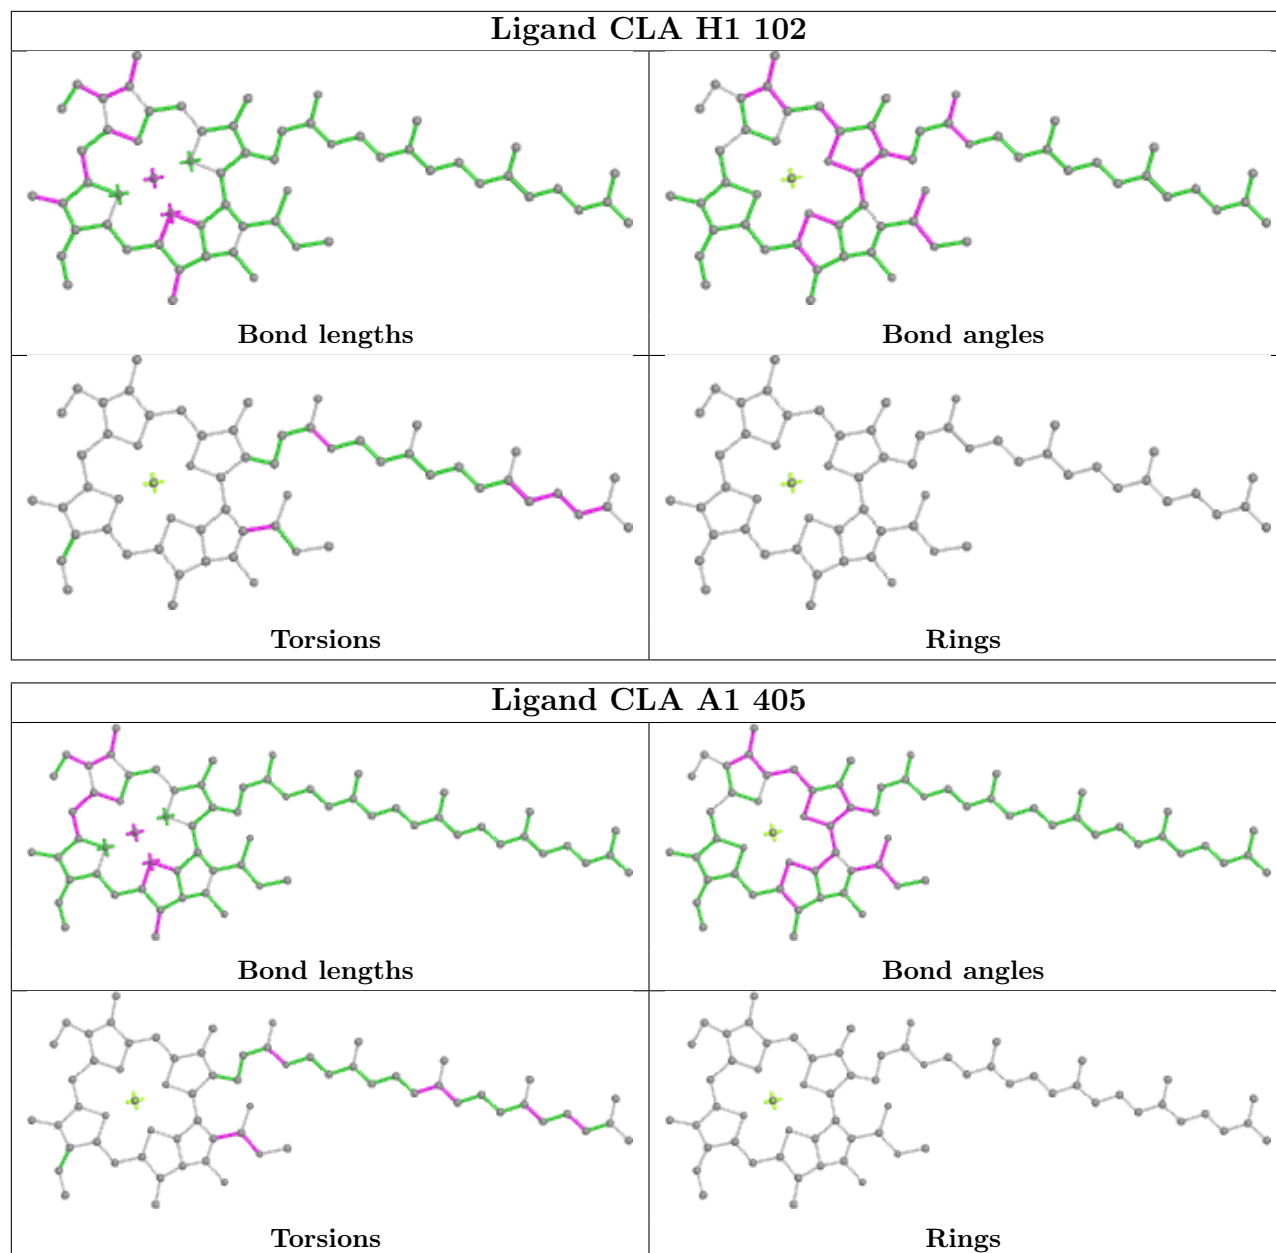 Ligand CLA H1 102
Bond lengths
Bond angles
Torsions
Rings
Ligand CLA A1 405
Bond lengths
Bond angles
Torsions
Rings